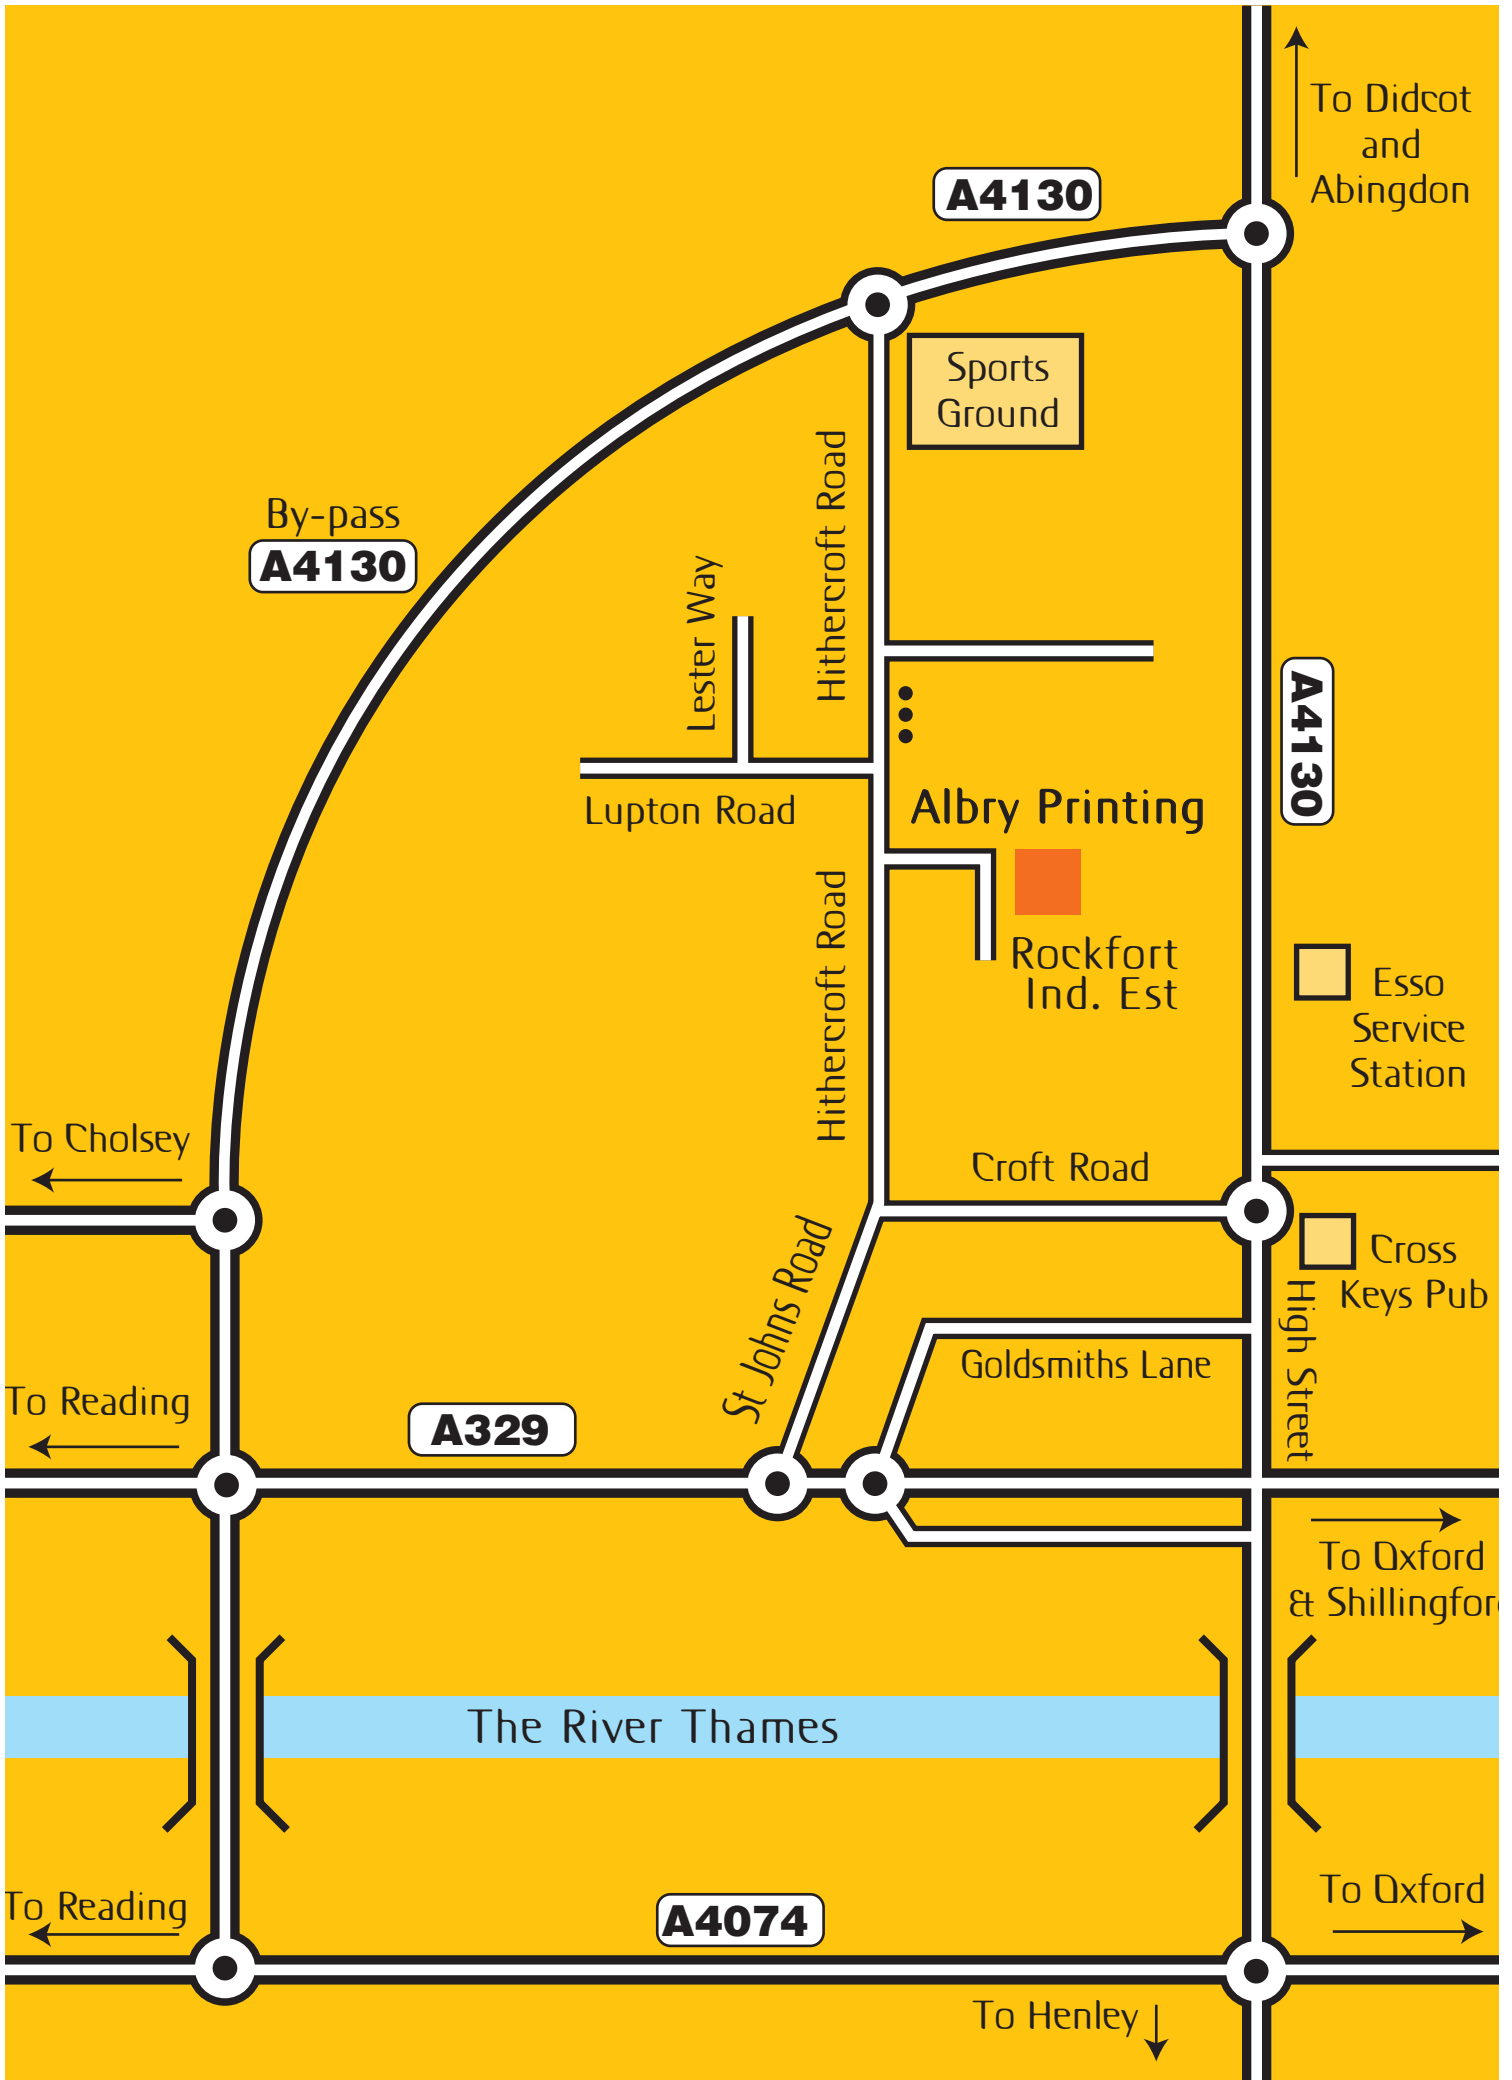 To Didcot
and
Abingdon
A4130
Sports
Ground
Hithercroft Road
By-pass
A4130
Lester Way
A4130
Lupton Road
Albry Printing
Rockfort
Ind. Est
Hithercroft Road
Esso
Service
Station
To Cholsey
Croft Road
St Johns Road
Cross
Keys Pub
High Street
Goldsmiths Lane
To Reading
A329
To Oxford
& Shillingford
The River Thames
To Reading
A4074
To Oxford
To Henley